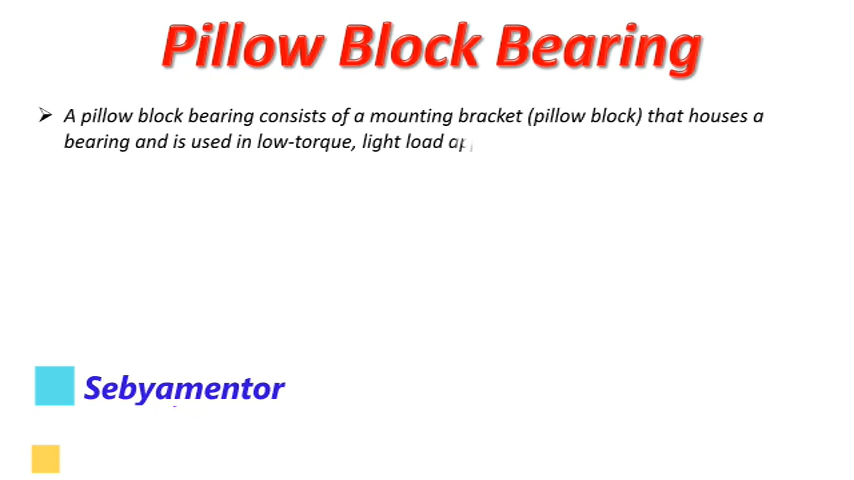 Pillow Block Bearing
➢ A pillow block bearing consists of a mounting bracket (pillow block) that houses a
bearing and is used in low-torque, light load
Sebyamentor